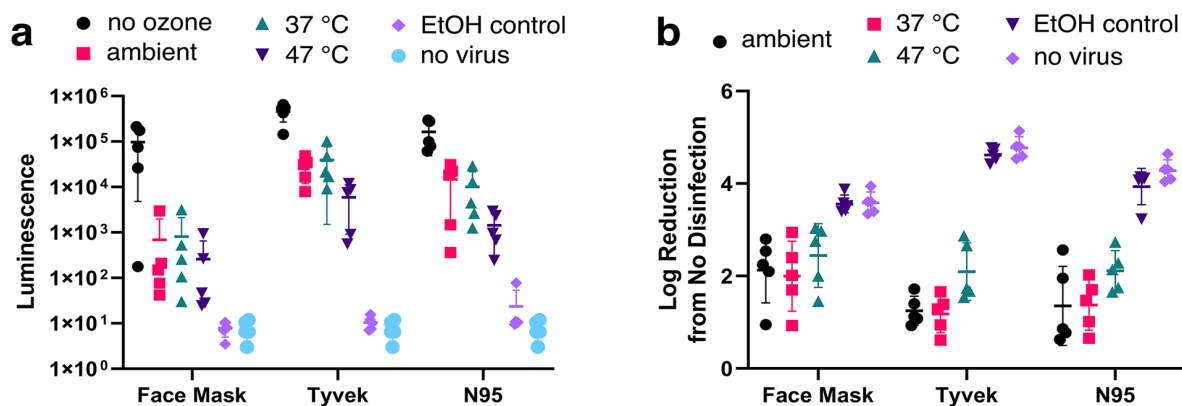 a
no ozone
37 °C
EtOH control
ambient
47 °C
no virus
Luminescence
1×10⁶
1×10⁵
1×10⁴
1×10³
1×10²
1×10¹
1×10⁰
Face Mask
Tyvek
N95
b
ambient
37 °C
EtOH control
47 °C
no virus
Log Reduction
from No Disinfection
6
4
2
0
Face Mask
Tyvek
N95